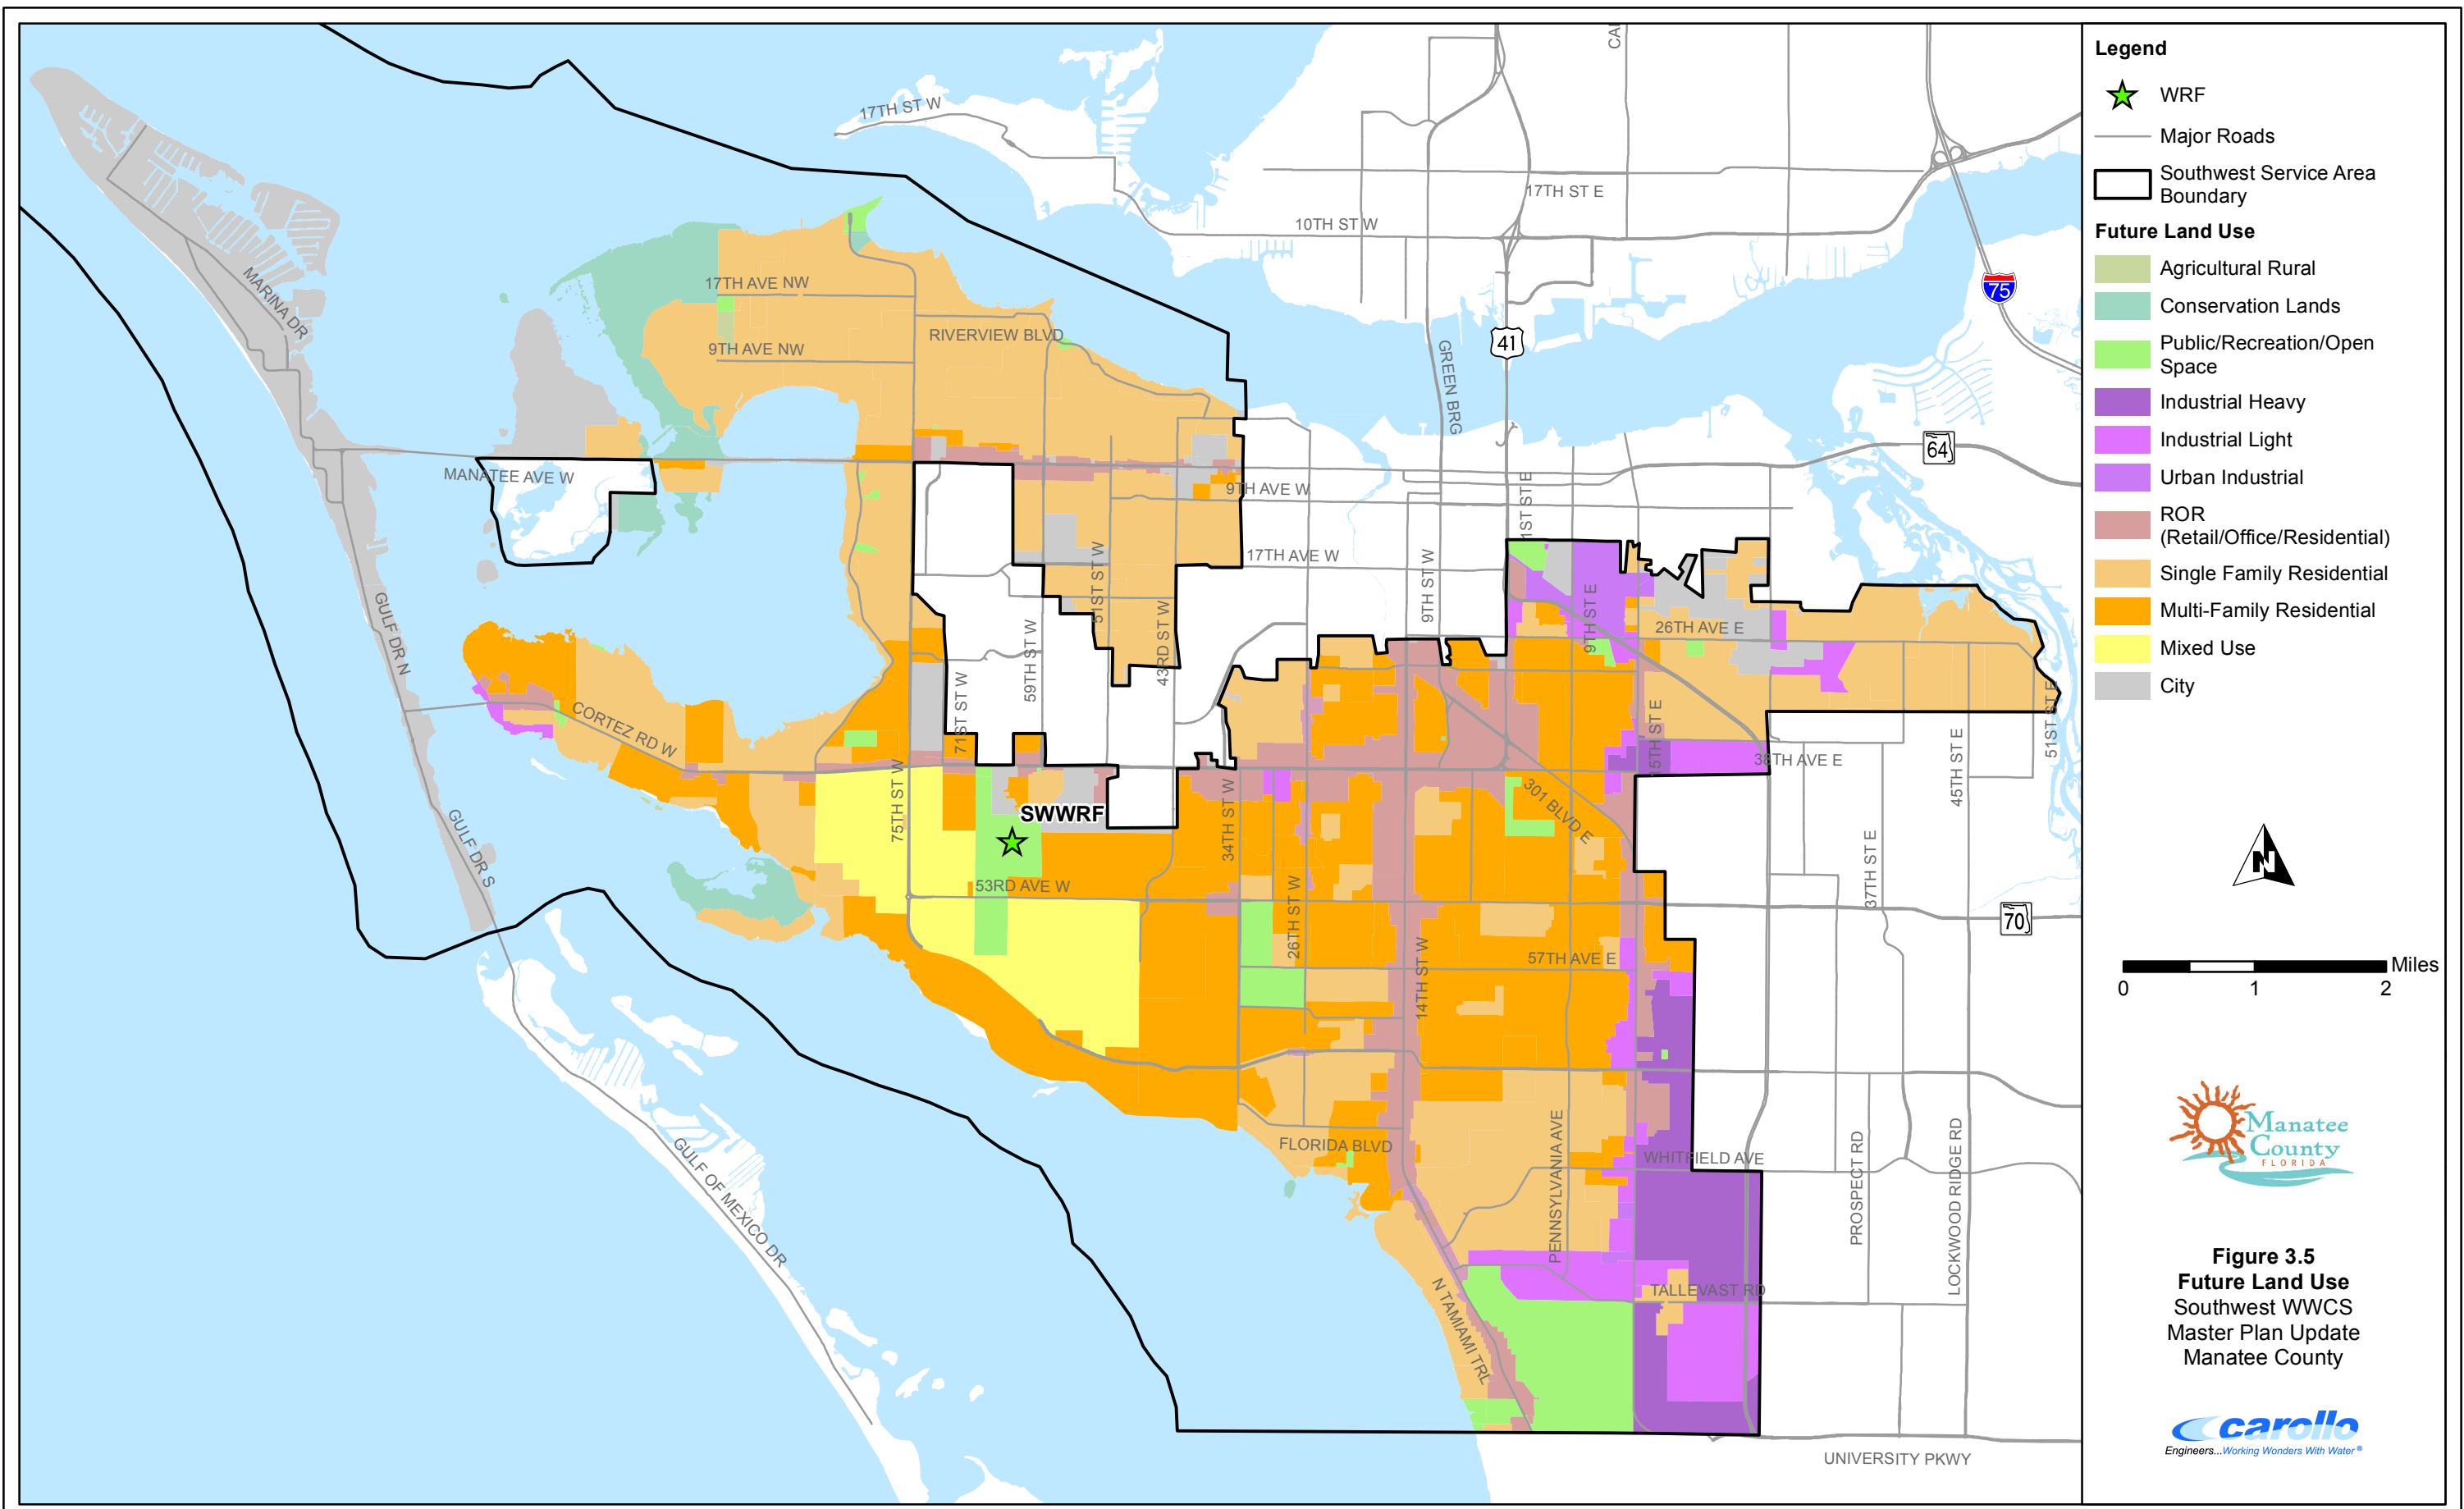 17TH ST W
CA
17TH ST E
10TH ST W
MARINA DR
17TH AVE NW
75
RIVERVIEW BLVD
9TH AVE NW
41
GREEN BRG
64
MANATEE AVE W
9TH AVE W
1ST ST E
17TH AVE W
51ST ST W
9TH ST W
9TH ST E
GULF DR N
43RD ST W
26TH AVE E
59TH ST W
71ST ST W
51ST ST E
CORTEZ RD W
15TH ST E
38TH AVE E
45TH ST E
75TH ST W
34TH ST W
301 BLVD E
SWWRF
GULF DR S
37TH ST E
53RD AVE W
26TH ST W
70
57TH AVE E
14TH ST W
FLORIDA BLVD
PENNSYLVANIA AVE
WHITFIELD AVE
PROSPECT RD
LOCKWOOD RIDGE RD
GULF OF MEXICO DR
TALLEVAST RD
N TAMIAMI TRL
UNIVERSITY PKWY
Legend
WRF
Major Roads
Southwest Service Area
Boundary
Future Land Use
Agricultural Rural
Conservation Lands
Public/Recreation/Open
Space
Industrial Heavy
Industrial Light
Urban Industrial
ROR
(Retail/Office/Residential)
Single Family Residential
Multi-Family Residential
Mixed Use
City
N
Miles
0 1 2
Manatee
County
FLORIDA
Figure 3.5
Future Land Use
Southwest WWCS
Master Plan Update
Manatee County
carollo
Engineers...Working Wonders With Water ®